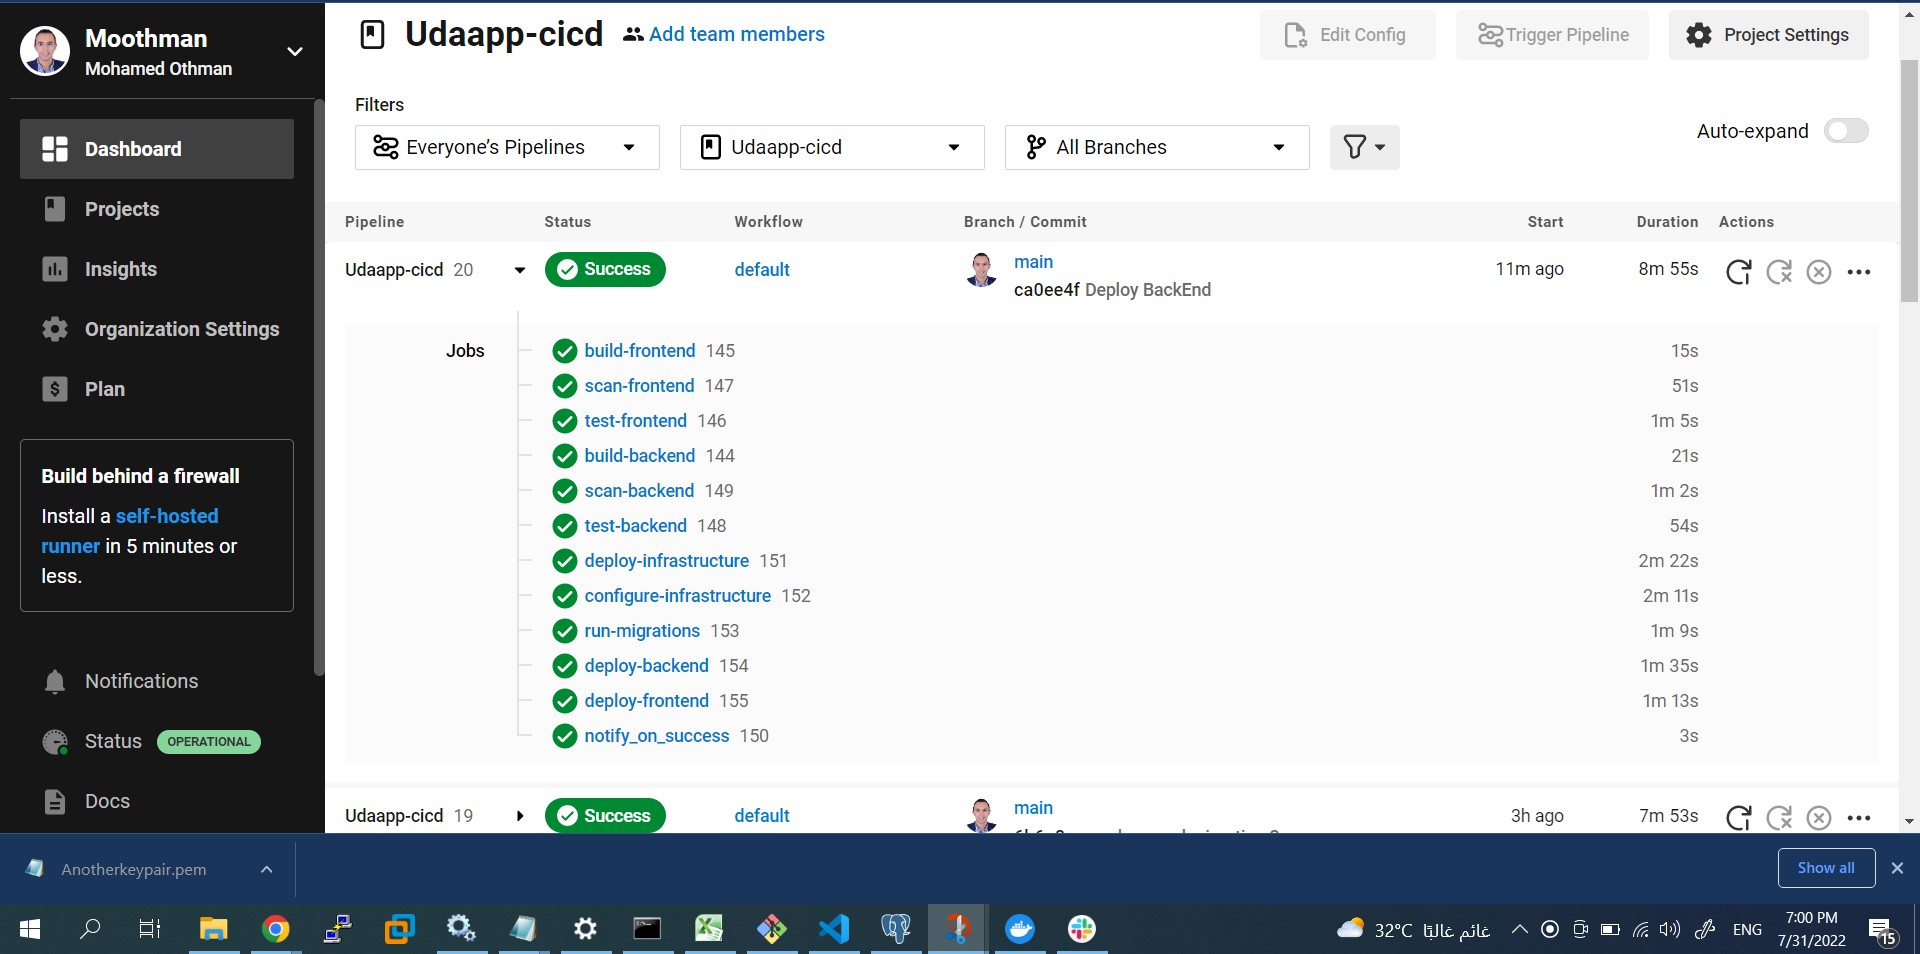 Moothman
Mohamed Othman
Dashboard
Projects
Insights
Organization Settings
Plan
Build behind a firewall
Install a self-hosted
runner in 5 minutes or
less.
Notifications
Status OPERATIONAL
Docs
Udaapp-cicd Add team members
Edit Config Trigger Pipeline Project Settings
Filters
Everyone’s Pipelines Udaapp-cicd All Branches
Auto-expand
Pipeline Status Workflow Branch / Commit Start Duration Actions
Udaapp-cicd 20 Success default main 11m ago 8m 55s
ca0ee4f Deploy BackEnd
Jobs build-frontend 145 15s
scan-frontend 147 51s
test-frontend 146 1m 5s
build-backend 144 21s
scan-backend 149 1m 2s
test-backend 148 54s
deploy-infrastructure 151 2m 22s
configure-infrastructure 152 2m 11s
run-migrations 153 1m 9s
deploy-backend 154 1m 35s
deploy-frontend 155 1m 13s
notify_on_success 150 3s
Udaapp-cicd 19 Success default main 3h ago 7m 53s
Anotherkeypair.pem
Show all
32°C غائم غالبًا
ENG
7:00 PM
7/31/2022
15